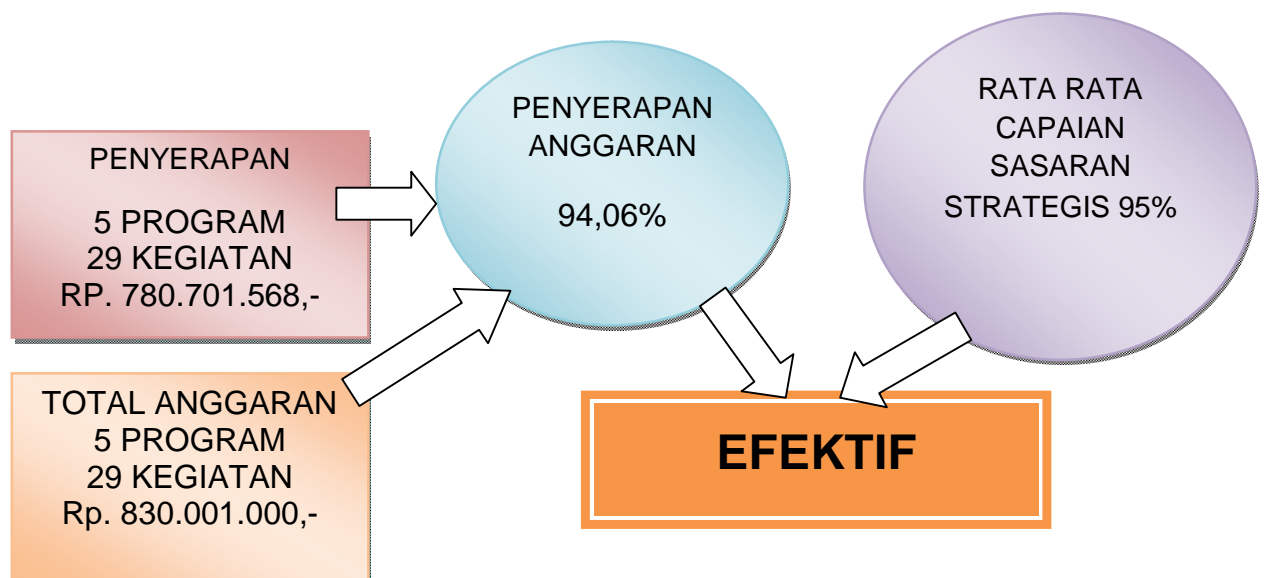 PENYERAPAN
5 PROGRAM
29 KEGIATAN
RP. 780.701.568,-
TOTAL ANGGARAN
5 PROGRAM
29 KEGIATAN
Rp. 830.001.000,-
PENYERAPAN
ANGGARAN
94,06%
RATA RATA
CAPAIAN
SASARAN
STRATEGIS 95%
EFEKTIF